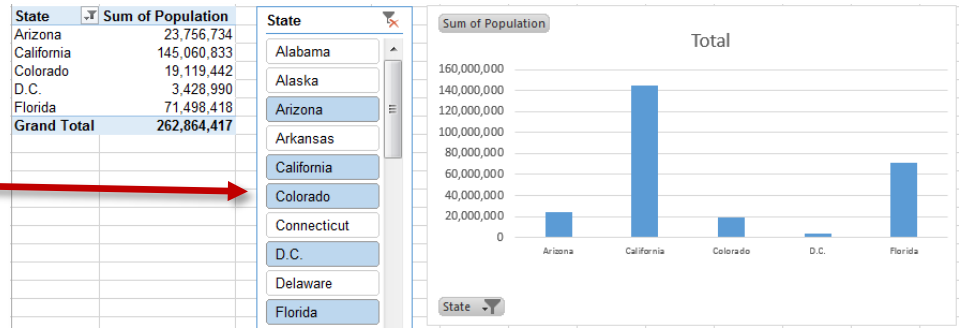 State Sum of Population
Arizona 23,756,734
California 145,060,833
Colorado 19,119,442
D.C. 3,428,990
Florida 71,498,418
Grand Total 262,864,417
State
Alabama
Alaska
Arizona
Arkansas
California
Colorado
Connecticut
D.C.
Delaware
Florida
Sum of Population
Total
160,000,000
140,000,000
120,000,000
100,000,000
80,000,000
60,000,000
40,000,000
20,000,000
0
Arizona California Colorado D.C. Florida
State